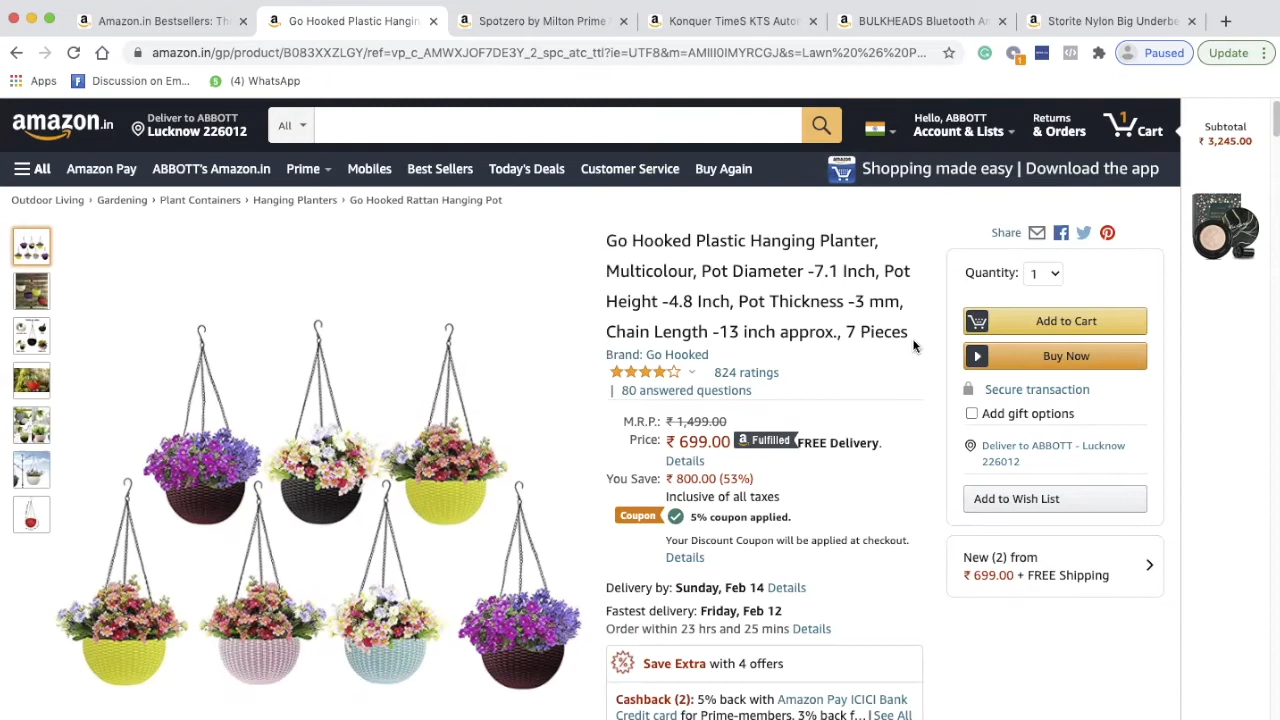 Amazon.in Bestsellers: The
Go Hooked Plastic Hangin
Spotzero by Milton Prime
Konquer TimeS KTS Auto
BULKHEADS Bluetooth An
Storite Nylon Big Underbe
amazon.in/gp/product/B083XXZLGY/ref=vp_c_AMWXJOF7DE3Y_2_spc_atc_ttl?ie=UTF8&m=AMIII0IMYRCGJ&s=Lawn%20%26%20P...
1
Paused
Update
Apps
Discussion on Em...
(4) WhatsApp
amazon.in
Deliver to ABBOTT
Lucknow 226012
All
Hello, ABBOTT
Account & Lists
Returns
& Orders
1
Cart
Subtotal
₹ 3,245.00
All
Amazon Pay
ABBOTT's Amazon.in
Prime
Mobiles
Best Sellers
Today's Deals
Customer Service
Buy Again
amazon
Shopping made easy | Download the app
Outdoor Living › Gardening › Plant Containers › Hanging Planters › Go Hooked Rattan Hanging Pot
Go Hooked Plastic Hanging Planter,
Multicolour, Pot Diameter -7.1 Inch, Pot
Height -4.8 Inch, Pot Thickness -3 mm,
Chain Length -13 inch approx., 7 Pieces
Brand: Go Hooked
824 ratings
| 80 answered questions
M.R.P.: ₹ 1,499.00
Price: ₹ 699.00 a Fulfilled FREE Delivery.
Details
You Save: ₹ 800.00 (53%)
Inclusive of all taxes
Coupon 5% coupon applied.
Your Discount Coupon will be applied at checkout.
Details
Delivery by: Sunday, Feb 14 Details
Fastest delivery: Friday, Feb 12
Order within 23 hrs and 25 mins Details
Save Extra with 4 offers
Cashback (2): 5% back with Amazon Pay ICICI Bank
Credit card for Prime-members. 3% back f... | See All
Share
Quantity: 1
Add to Cart
Buy Now
Secure transaction
Add gift options
Deliver to ABBOTT - Lucknow
226012
Add to Wish List
New (2) from
₹ 699.00 + FREE Shipping